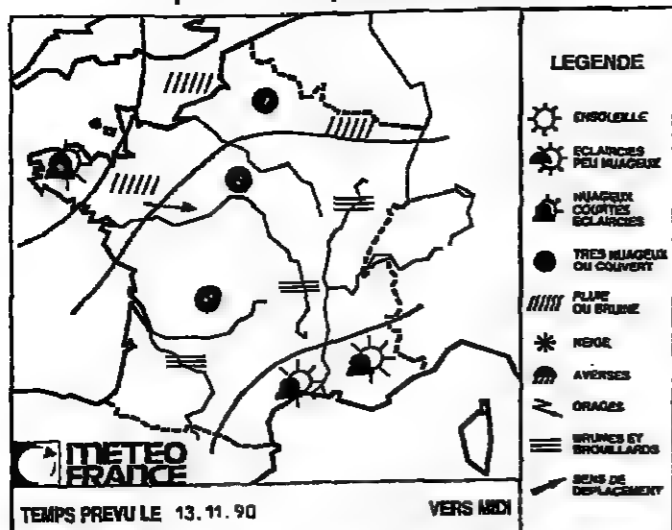 LEGENDE
ENSOLEILLE
ECLAIRCIES
PEU NUAGEUX
NUAGEUX
COURTES
ECLAIRCIES
TRES NUAGEUX
OU COUVERT
PLUIE
OU BRUINE
NEIGE
AVERSES
ORAGES
BRUMES ET
BROUILLARDS
SENS DE
DEPLACEMENT
METEO
FRANCE
TEMPS PREVU LE 13.11.90 VERS MIDI